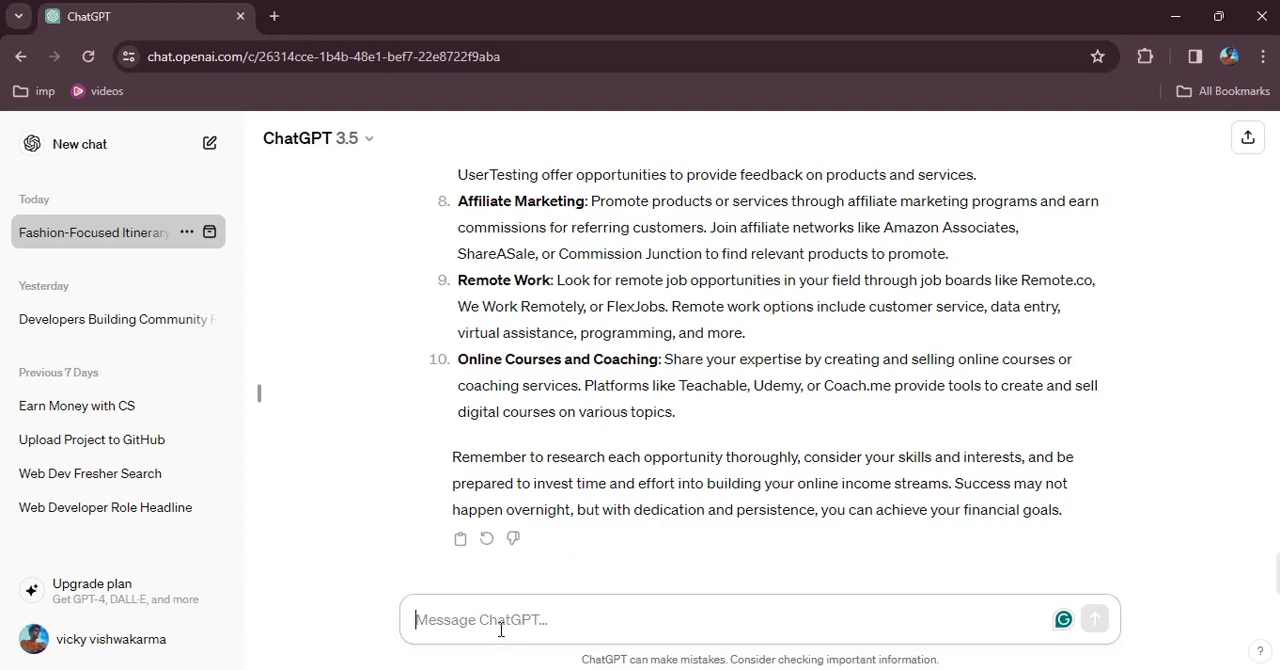 ChatGPT
chat.openai.com/c/26314cce-1b4b-48e1-bef7-22e8722f9aba
imp
videos
All Bookmarks
New chat
Today
Fashion-Focused Itinerary
Yesterday
Developers Building Community
Previous 7 Days
Earn Money with CS
Upload Project to GitHub
Web Dev Fresher Search
Web Developer Role Headline
Upgrade plan
Get GPT-4, DALL·E, and more
vicky vishwakarma
ChatGPT 3.5
UserTesting offer opportunities to provide feedback on products and services.
8. Affiliate Marketing: Promote products or services through affiliate marketing programs and earn
commissions for referring customers. Join affiliate networks like Amazon Associates,
ShareASale, or Commission Junction to find relevant products to promote.
9. Remote Work: Look for remote job opportunities in your field through job boards like Remote.co,
We Work Remotely, or FlexJobs. Remote work options include customer service, data entry,
virtual assistance, programming, and more.
10. Online Courses and Coaching: Share your expertise by creating and selling online courses or
coaching services. Platforms like Teachable, Udemy, or Coach.me provide tools to create and sell
digital courses on various topics.
Remember to research each opportunity thoroughly, consider your skills and interests, and be
prepared to invest time and effort into building your online income streams. Success may not
happen overnight, but with dedication and persistence, you can achieve your financial goals.
Message ChatGPT...
ChatGPT can make mistakes. Consider checking important information.
?